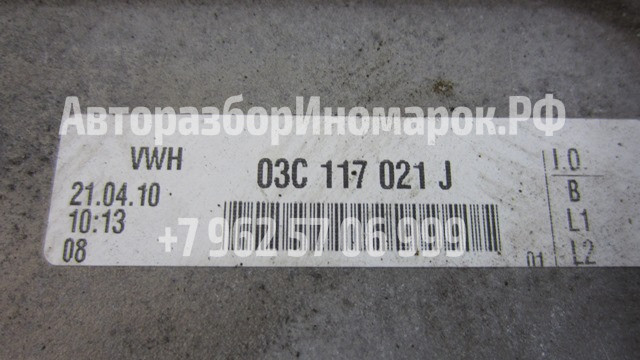 АвторазборИномарок.РФ
VWH
03C 117 021 J
I.O.
21.04.10
B
10:13
L1
+7 962 57 06 999
08
01
L2